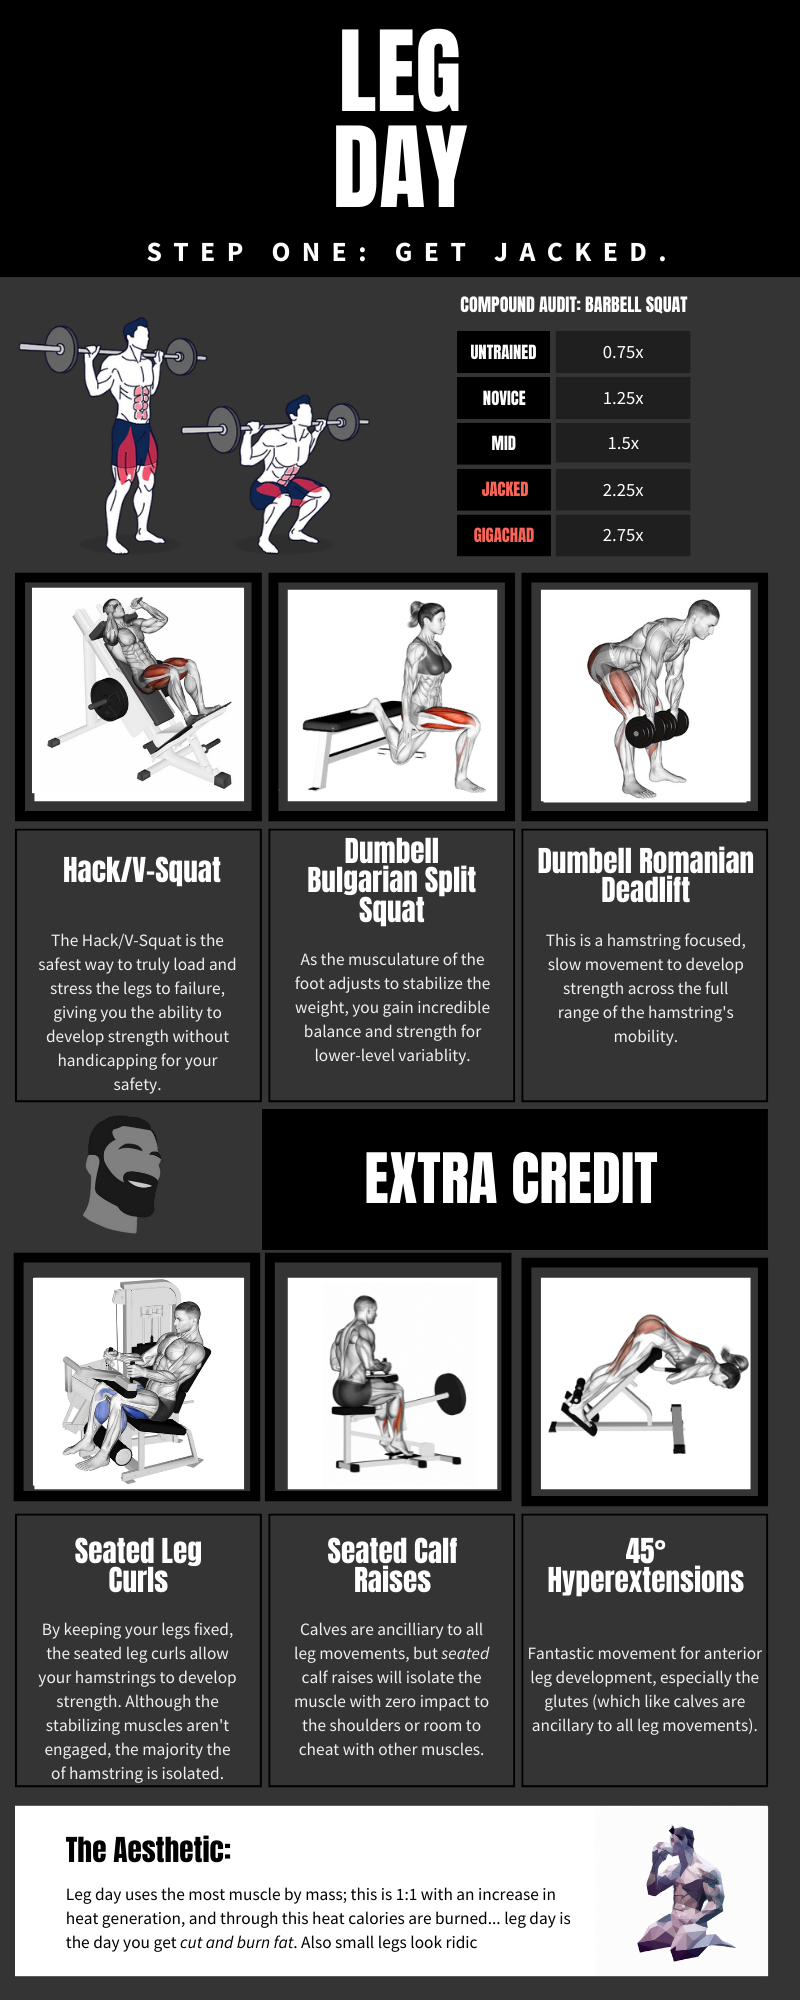 LEG
DAY
STEP ONE: GET JACKED.
COMPOUND AUDIT: BARBELL SQUAT
UNTRAINED 0.75x
NOVICE 1.25x
MID 1.5x
JACKED 2.25x
GIGACHAD 2.75x
Hack/V-Squat
The Hack/V-Squat is the
safest way to truly load and
stress the legs to failure,
giving you the ability to
develop strength without
handicapping for your
safety.
Dumbell
Bulgarian Split
Squat
As the musculature of the
foot adjusts to stabilize the
weight, you gain incredible
balance and strength for
lower-level variablity.
Dumbell Romanian
Deadlift
This is a hamstring focused,
slow movement to develop
strength across the full
range of the hamstring's
mobility.
EXTRA CREDIT
Seated Leg
Curls
By keeping your legs fixed,
the seated leg curls allow
your hamstrings to develop
strength. Although the
stabilizing muscles aren't
engaged, the majority the
of hamstring is isolated.
Seated Calf
Raises
Calves are ancilliary to all
leg movements, but seated
calf raises will isolate the
muscle with zero impact to
the shoulders or room to
cheat with other muscles.
45°
Hyperextensions
Fantastic movement for anterior
leg development, especially the
glutes (which like calves are
ancillary to all leg movements).
The Aesthetic:
Leg day uses the most muscle by mass; this is 1:1 with an increase in
heat generation, and through this heat calories are burned... leg day is
the day you get cut and burn fat. Also small legs look ridic